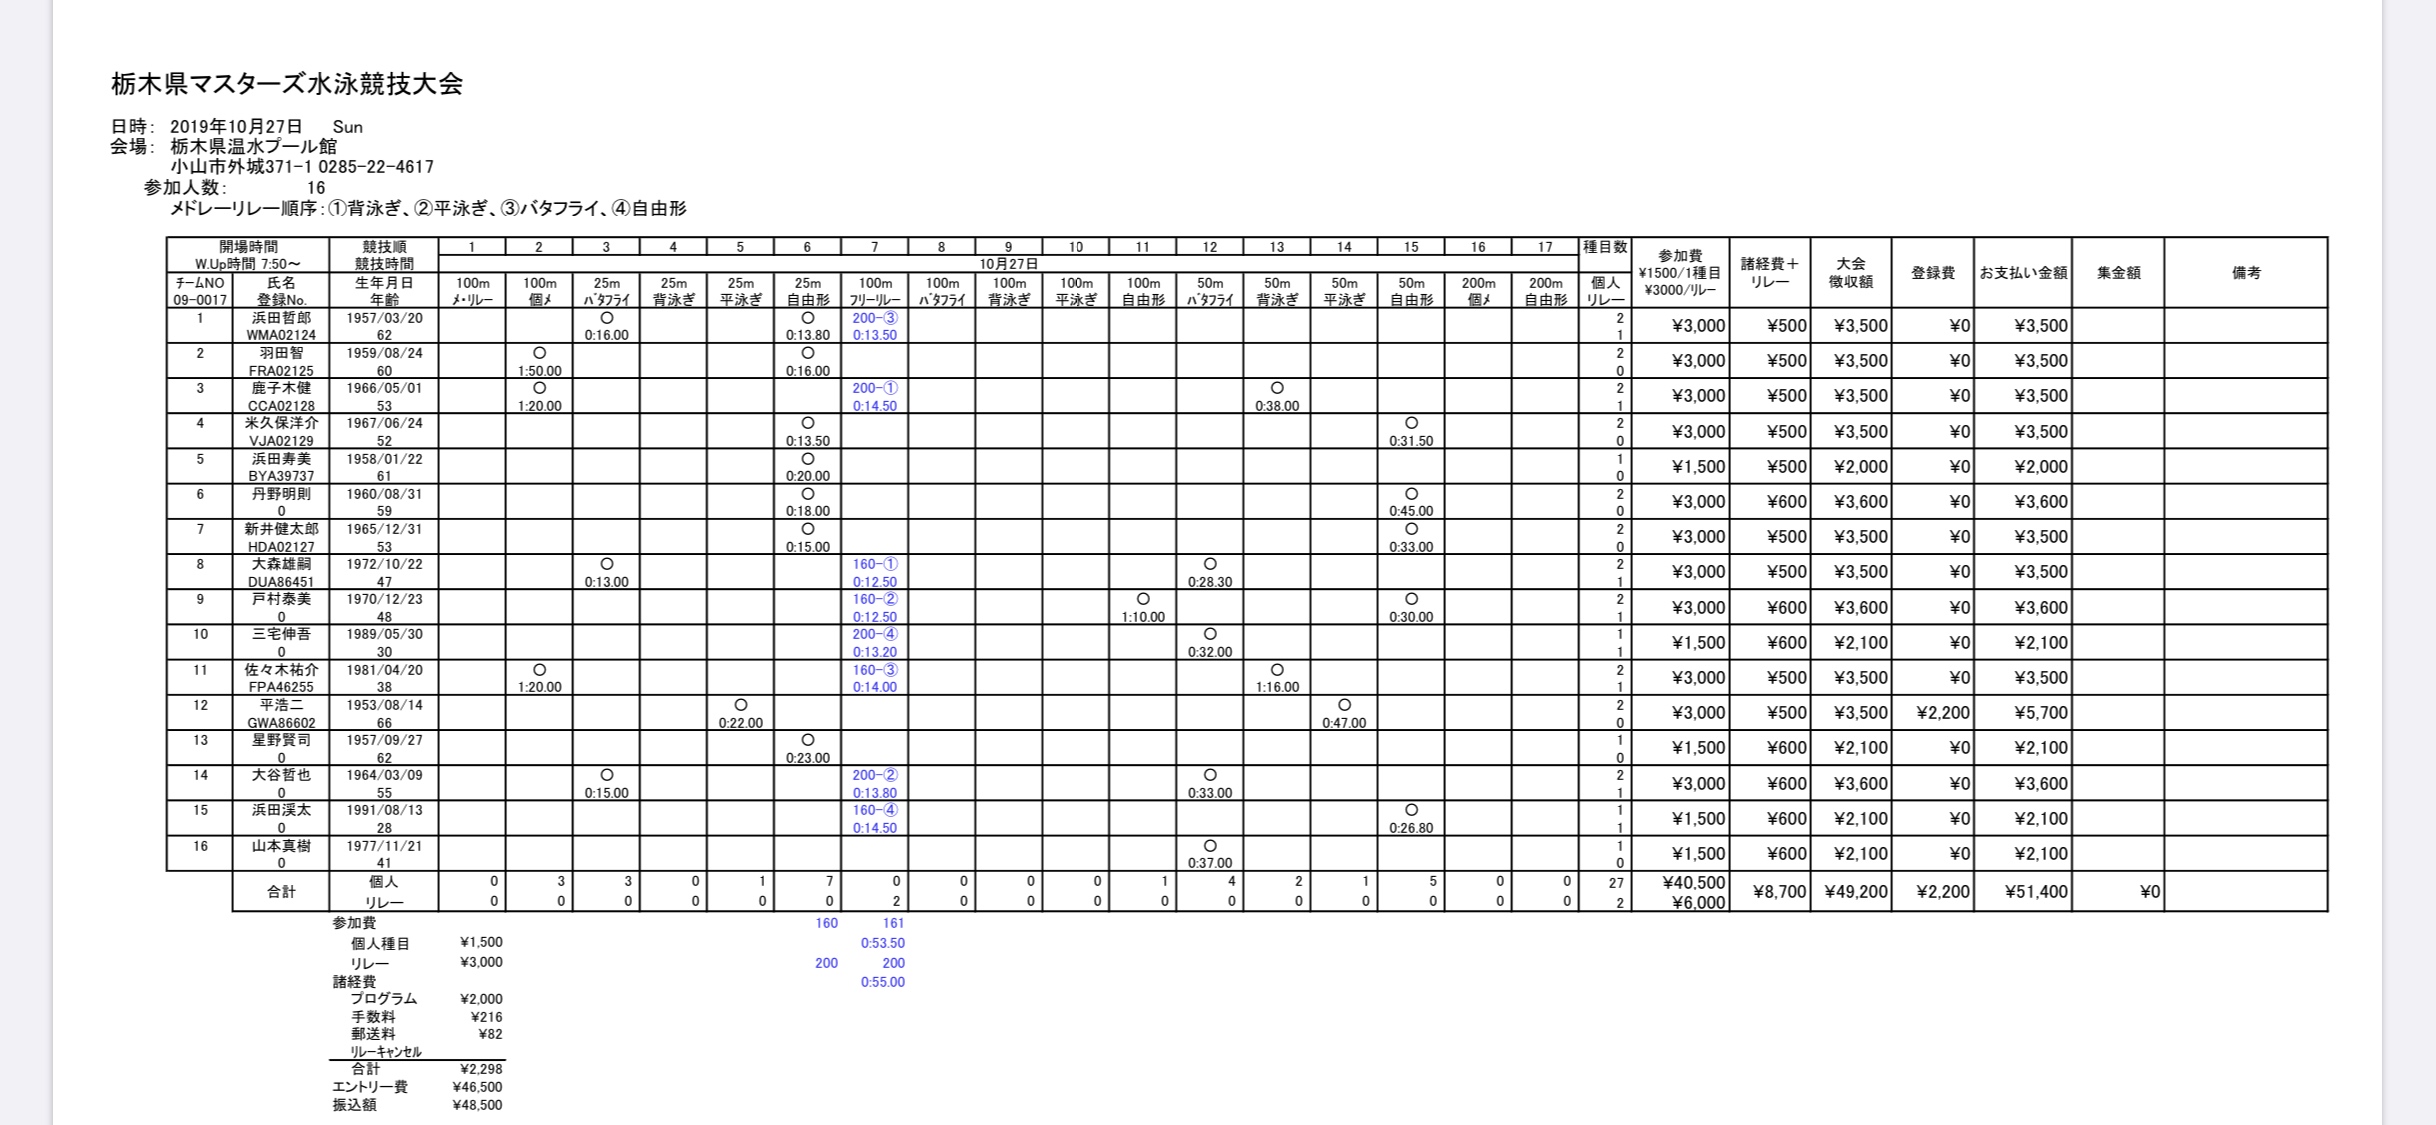 栃木県マスターズ水泳競技大会
日時： 2019年10月27日 Sun
会場： 栃木県温水プール館
小山市外城371-1 0285-22-4617
参加人数： 16
メドレーリレー順序：①背泳ぎ、②平泳ぎ、③バタフライ、④自由形
開場時間 競技順 1 2 3 4 5 6 7 8 9 10 11 12 13 14 15 16 17 種目数 参加費 諸経費＋ 大会 登録費 お支払い金額 集金額 備考
W.Up時間 7:50～ 競技時間 10月27日 ¥1500/1種目 リレー 徴収額
ﾁｰﾑNO 氏名 生年月日 100m 100m 25m 25m 25m 25m 100m 100m 100m 100m 100m 50m 50m 50m 50m 200m 200m 個人 ¥3000/ﾘﾚｰ
09-0017 登録No. 年齢 ﾒ・ﾘﾚｰ 個ﾒ ﾊﾞﾀﾌﾗｲ 背泳ぎ 平泳ぎ 自由形 ﾌﾘｰﾘﾚｰ ﾊﾞﾀﾌﾗｲ 背泳ぎ 平泳ぎ 自由形 ﾊﾞﾀﾌﾗｲ 背泳ぎ 平泳ぎ 自由形 個ﾒ 自由形 リレー
1 浜田哲郎 1957/03/20 〇 〇 200-③ 2 ¥3,000 ¥500 ¥3,500 ¥0 ¥3,500
WMA02124 62 0:16.00 0:13.80 0:13.50 1
2 羽田智 1959/08/24 〇 〇 2 ¥3,000 ¥500 ¥3,500 ¥0 ¥3,500
FRA02125 60 1:50.00 0:16.00 0
3 鹿子木健 1966/05/01 〇 200-① 〇 2 ¥3,000 ¥500 ¥3,500 ¥0 ¥3,500
CCA02128 53 1:20.00 0:14.50 0:38.00 1
4 米久保洋介 1967/06/24 〇 〇 2 ¥3,000 ¥500 ¥3,500 ¥0 ¥3,500
VJA02129 52 0:13.50 0:31.50 0
5 浜田寿美 1958/01/22 〇 1 ¥1,500 ¥500 ¥2,000 ¥0 ¥2,000
BYA39737 61 0:20.00 0
6 丹野明則 1960/08/31 〇 〇 2 ¥3,000 ¥600 ¥3,600 ¥0 ¥3,600
0 59 0:18.00 0:45.00 0
7 新井健太郎 1965/12/31 〇 〇 2 ¥3,000 ¥500 ¥3,500 ¥0 ¥3,500
HDA02127 53 0:15.00 0:33.00 0
8 大森雄嗣 1972/10/22 〇 160-① 〇 2 ¥3,000 ¥500 ¥3,500 ¥0 ¥3,500
DUA86451 47 0:13.00 0:12.50 0:28.30 1
9 戸村泰美 1970/12/23 160-② 〇 〇 2 ¥3,000 ¥600 ¥3,600 ¥0 ¥3,600
0 48 0:12.50 1:10.00 0:30.00 1
10 三宅伸吾 1989/05/30 200-④ 〇 1 ¥1,500 ¥600 ¥2,100 ¥0 ¥2,100
0 30 0:13.20 0:32.00 1
11 佐々木祐介 1981/04/20 〇 160-③ 〇 2 ¥3,000 ¥500 ¥3,500 ¥0 ¥3,500
FPA46255 38 1:20.00 0:14.00 1:16.00 1
12 平浩二 1953/08/14 〇 〇 2 ¥3,000 ¥500 ¥3,500 ¥2,200 ¥5,700
GWA86602 66 0:22.00 0:47.00 0
13 星野賢司 1957/09/27 〇 1 ¥1,500 ¥600 ¥2,100 ¥0 ¥2,100
0 62 0:23.00 0
14 大谷哲也 1964/03/09 〇 200-② 〇 2 ¥3,000 ¥600 ¥3,600 ¥0 ¥3,600
0 55 0:15.00 0:13.80 0:33.00 1
15 浜田渓太 1991/08/13 160-④ 〇 1 ¥1,500 ¥600 ¥2,100 ¥0 ¥2,100
0 28 0:14.50 0:26.80 1
16 山本真樹 1977/11/21 〇 1 ¥1,500 ¥600 ¥2,100 ¥0 ¥2,100
0 41 0:37.00 0
合計 個人 0 3 3 0 1 7 0 0 0 0 1 4 2 1 5 0 0 27 ¥40,500 ¥8,700 ¥49,200 ¥2,200 ¥51,400 ¥0
リレー 0 0 0 0 0 0 2 0 0 0 0 0 0 0 0 0 0 2 ¥6,000
参加費 160 161
個人種目 ¥1,500 0:53.50
リレー ¥3,000 200 200
諸経費 0:55.00
プログラム ¥2,000
手数料 ¥216
郵送料 ¥82
ﾘﾚｰｷｬﾝｾﾙ
合計 ¥2,298
エントリー費 ¥46,500
振込額 ¥48,500